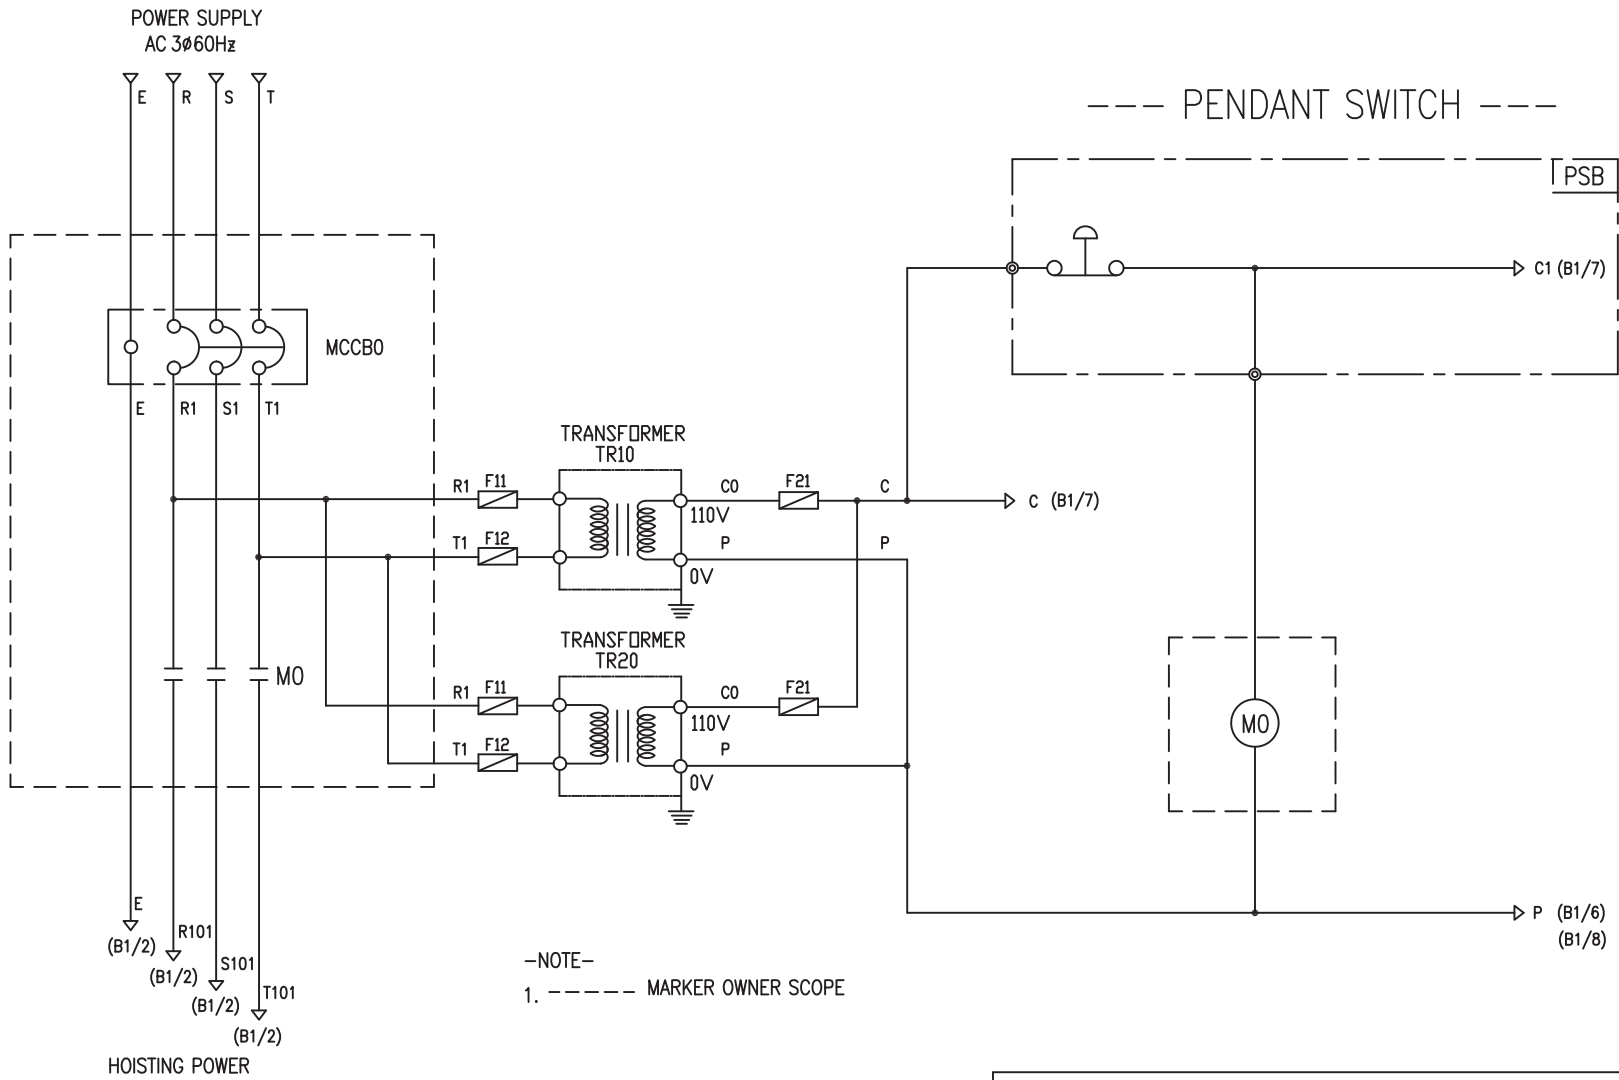 POWER SUPPLY
AC 3ø60Hz
E R S T
--- PENDANT SWITCH ---
PSB
C1 (B1/7)
MCCB0
E R1 S1 T1
TRANSFORMER
TR10
R1 F11 C0 F21 C
C (B1/7)
110V
T1 F12 P P
0V
TRANSFORMER
TR20
M0
R1 F11 C0 F21
110V
M0
T1 F12 P
0V
E
(B1/2)
R101
(B1/2)
S101
(B1/2)
T101
(B1/2)
HOISTING POWER
P (B1/6)
(B1/8)
-NOTE-
1. ------ MARKER OWNER SCOPE